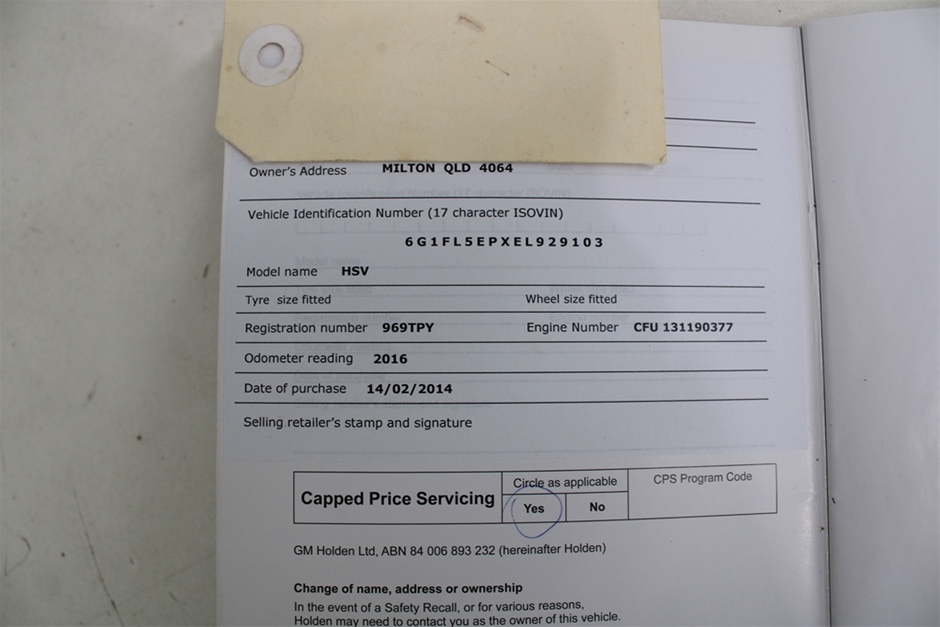 Owner's Address MILTON QLD 4064
Vehicle Identification Number (17 character ISOVIN)
6G1FL5EPXEL929103
Model name HSV
Tyre size fitted Wheel size fitted
Registration number 969TPY Engine Number CFU 131190377
Odometer reading 2016
Date of purchase 14/02/2014
Selling retailer's stamp and signature
Capped Price Servicing
Circle as applicable
Yes No
CPS Program Code
GM Holden Ltd, ABN 84 006 893 232 (hereinafter Holden)
Change of name, address or ownership
In the event of a Safety Recall, or for various reasons,
Holden may need to contact you as the owner of this vehicle.